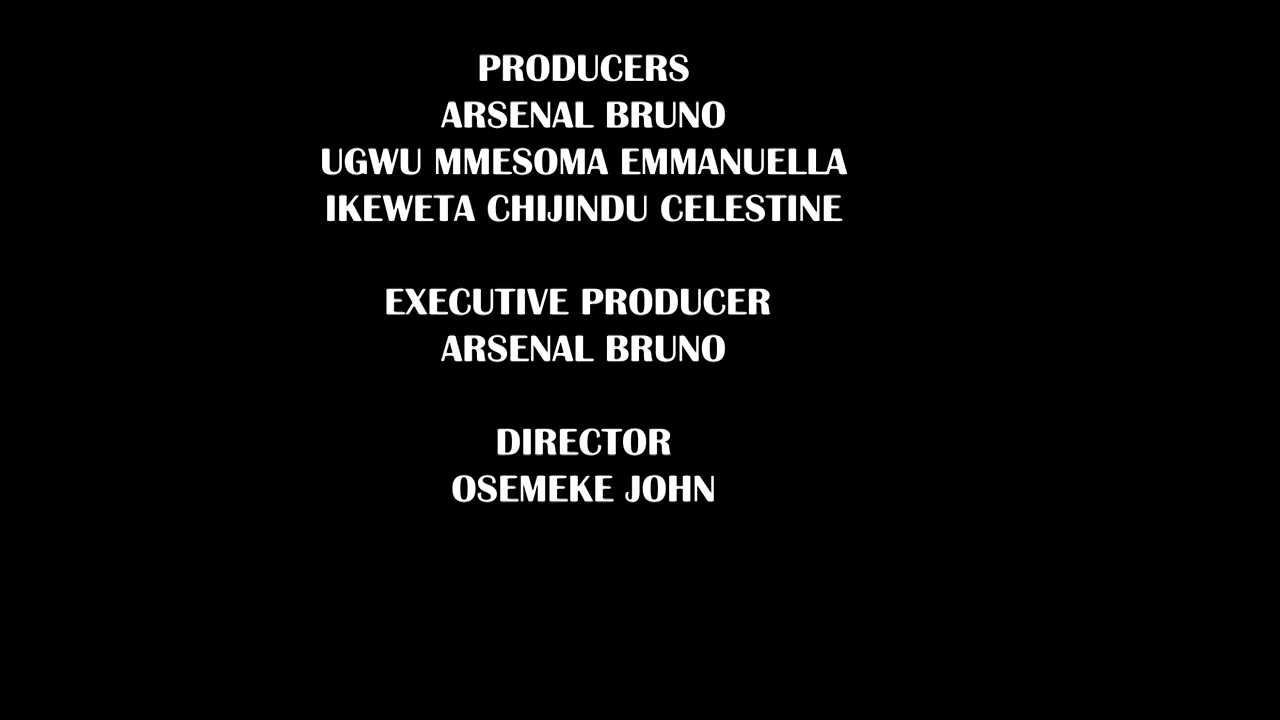 PRODUCERS
ARSENAL BRUNO
UGWU MMESOMA EMMANUELLA
IKEWETA CHIJINDU CELESTINE
EXECUTIVE PRODUCER
ARSENAL BRUNO
DIRECTOR
OSEMEKE JOHN